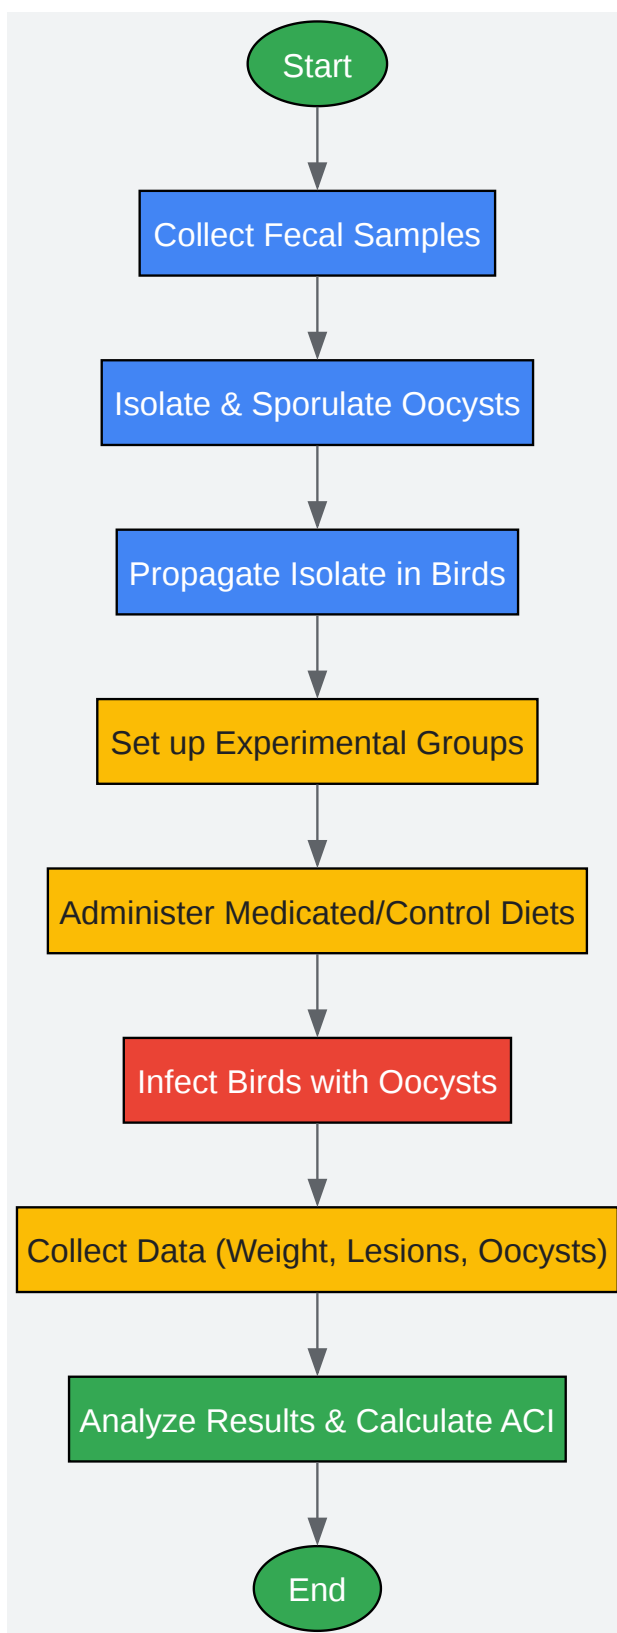 Start
Collect Fecal Samples
Isolate & Sporulate Oocysts
Propagate Isolate in Birds
Set up Experimental Groups
Administer Medicated/Control Diets
Infect Birds with Oocysts
Collect Data (Weight, Lesions, Oocysts)
Analyze Results & Calculate ACI
End